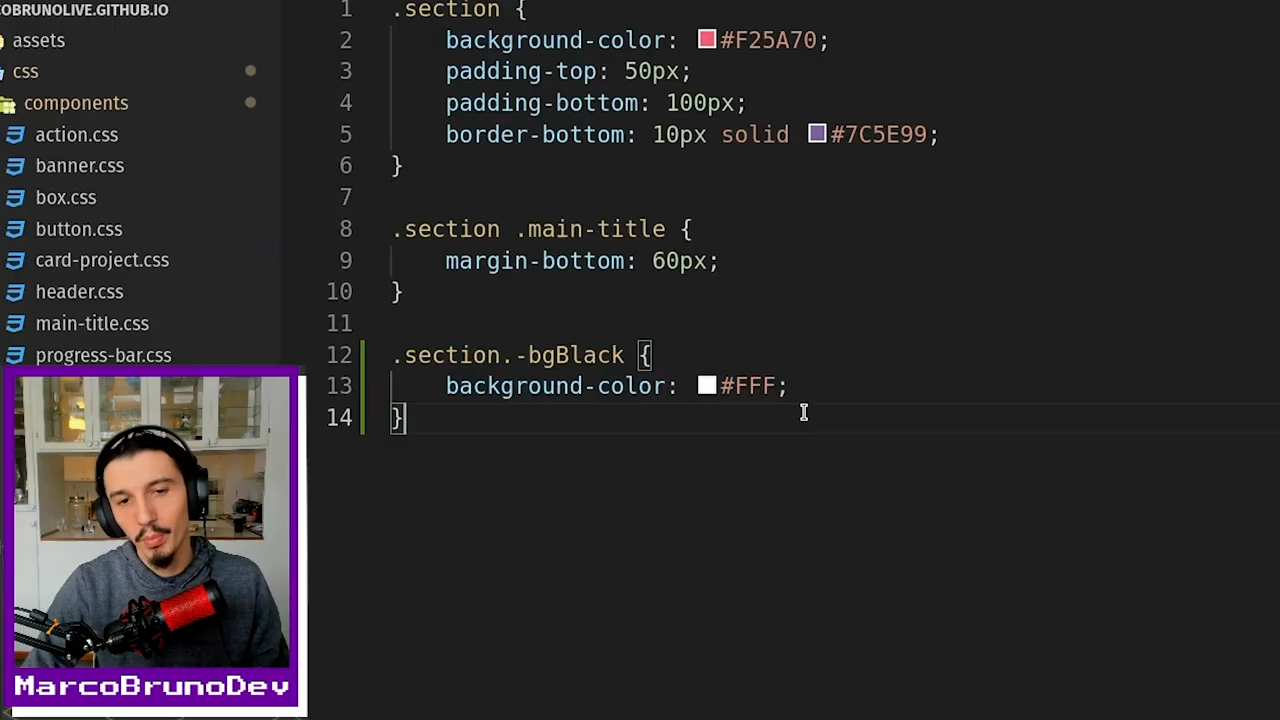 COBRUNOLIVE.GITHUB.IO
assets
css
components
action.css
banner.css
box.css
button.css
card-project.css
header.css
main-title.css
progress-bar.css
1 .section {
2 background-color: #F25A70;
3 padding-top: 50px;
4 padding-bottom: 100px;
5 border-bottom: 10px solid #7C5E99;
6 }
7
8 .section .main-title {
9 margin-bottom: 60px;
10 }
11
12 .section.-bgBlack {
13 background-color: #FFF;
14 }
MarcoBrunoDev